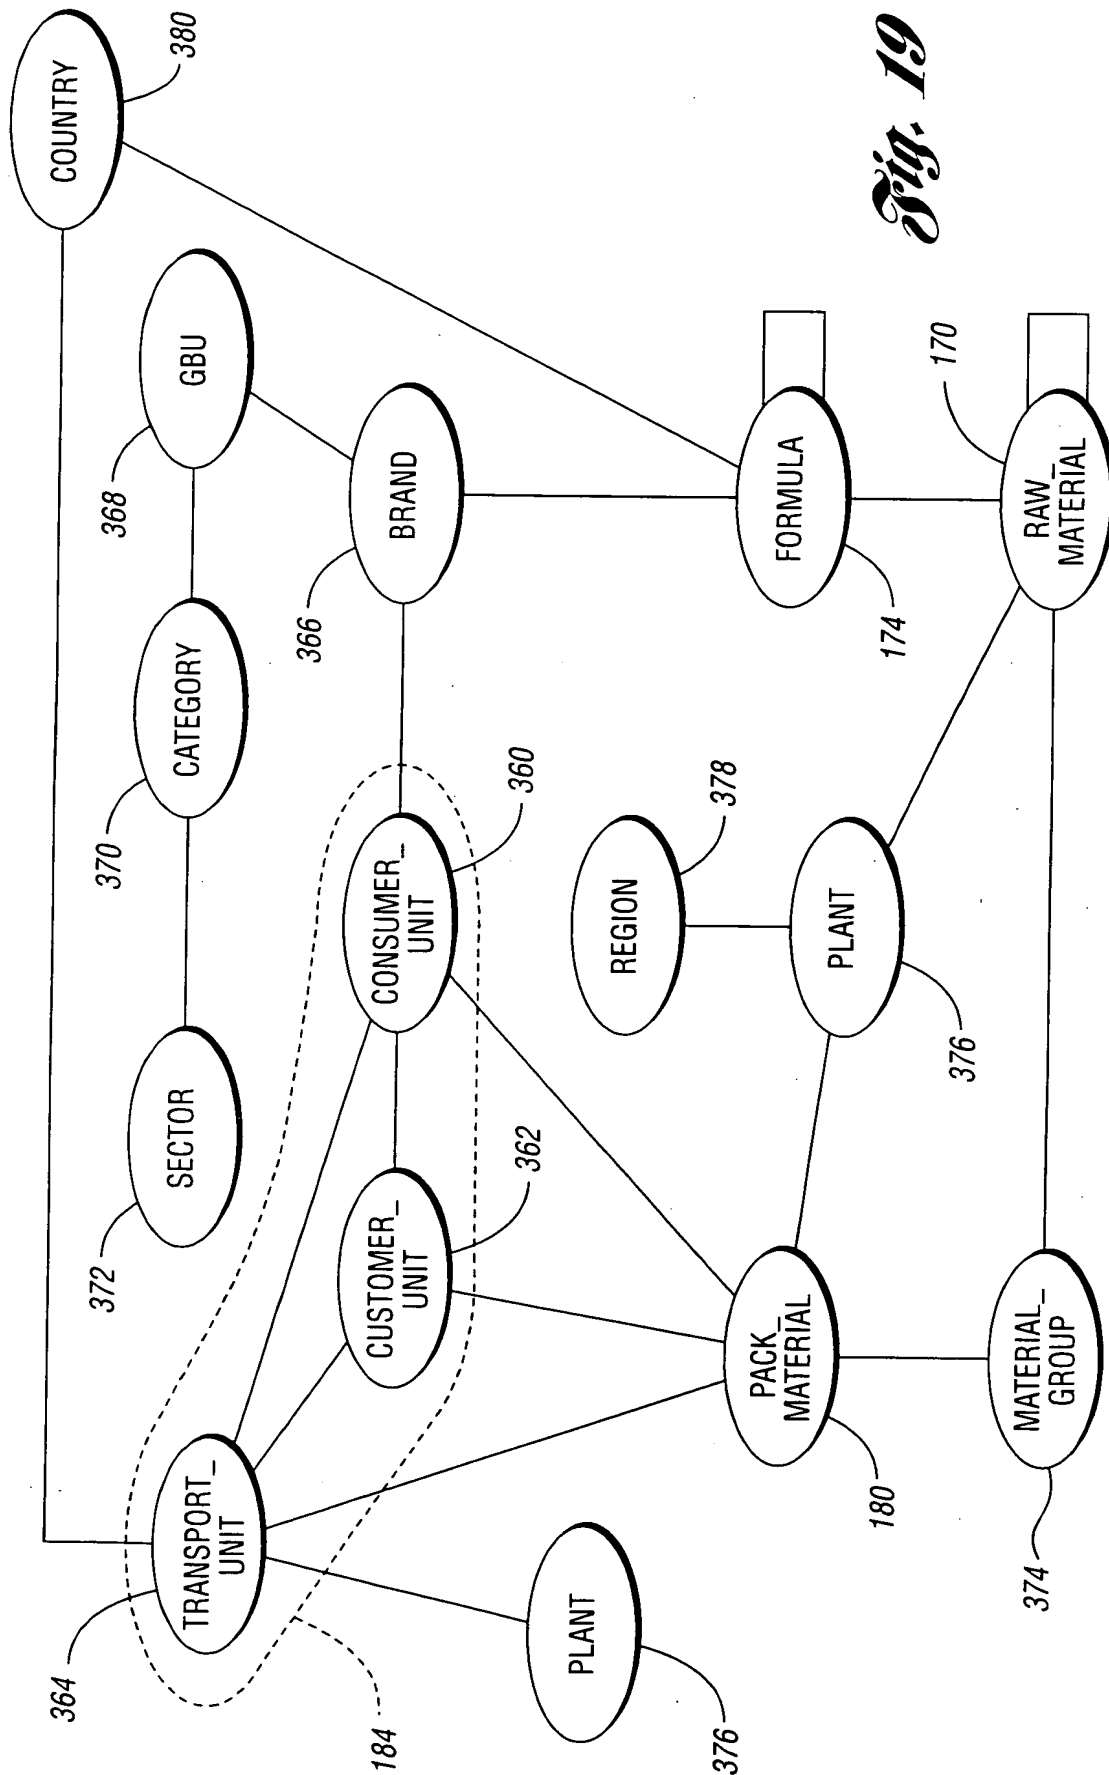 COUNTRY
380
364
TRANSPORT_
UNIT
372
SECTOR
370
CATEGORY
368
GBU
184
362
CUSTOMER_
UNIT
360
CONSUMER_
UNIT
366
BRAND
376
PLANT
378
REGION
376
PLANT
180
PACK_
MATERIAL
174
FORMULA
374
MATERIAL_
GROUP
170
RAW_
MATERIAL
Fig. 19